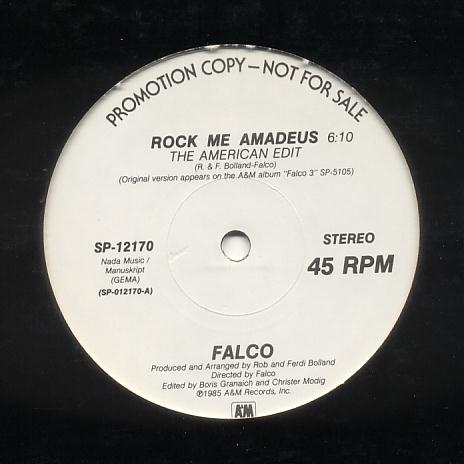 PROMOTION COPY — NOT FOR SALE
ROCK ME AMADEUS 6:10
THE AMERICAN EDIT
(R. & F. Bolland-Falco)
(Original version appears on the A&M album "Falco 3" SP-5105)
SP-12170
Nada Music /
Manuskript
(GEMA)
(SP-012170-A)
STEREO
45 RPM
FALCO
Produced and Arranged by Rob and Ferdi Bolland
Directed by Falco
Edited by Boris Granaich and Christer Modig
℗1985 A&M Records, Inc.
A&M